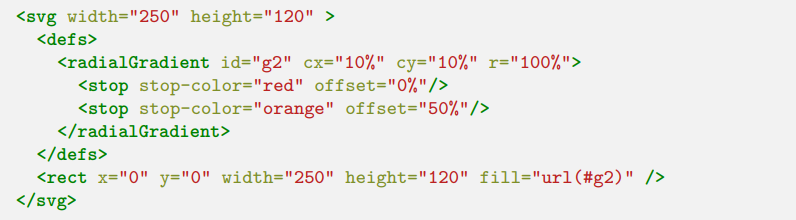 <svg width="250" height="120" >
<defs>
<radialGradient id="g2" cx="10%" cy="10%" r="100%">
<stop stop-color="red" offset="0%"/>
<stop stop-color="orange" offset="50%"/>
</radialGradient>
</defs>
<rect x="0" y="0" width="250" height="120" fill="url(#g2)" />
</svg>